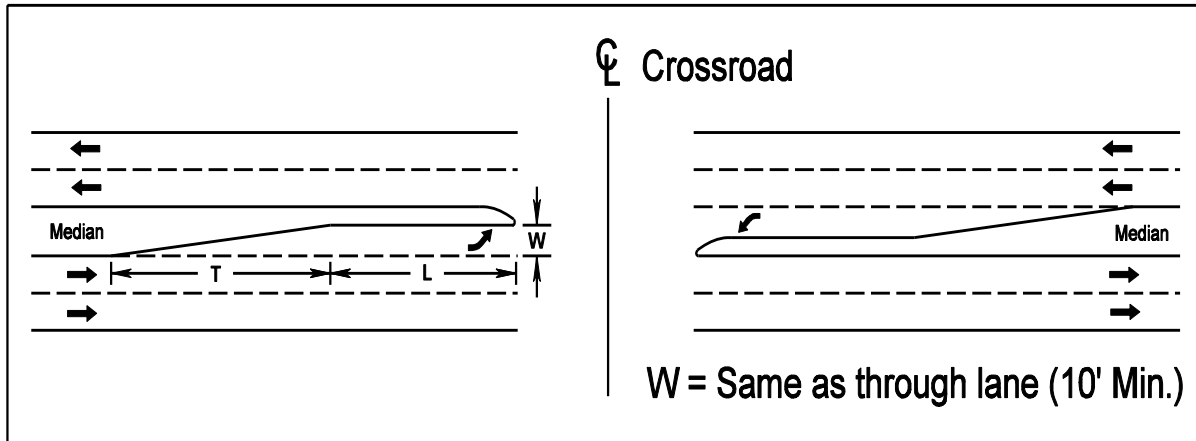 ℄ Crossroad
Median
W
T
L
Median
W = Same as through lane (10' Min.)